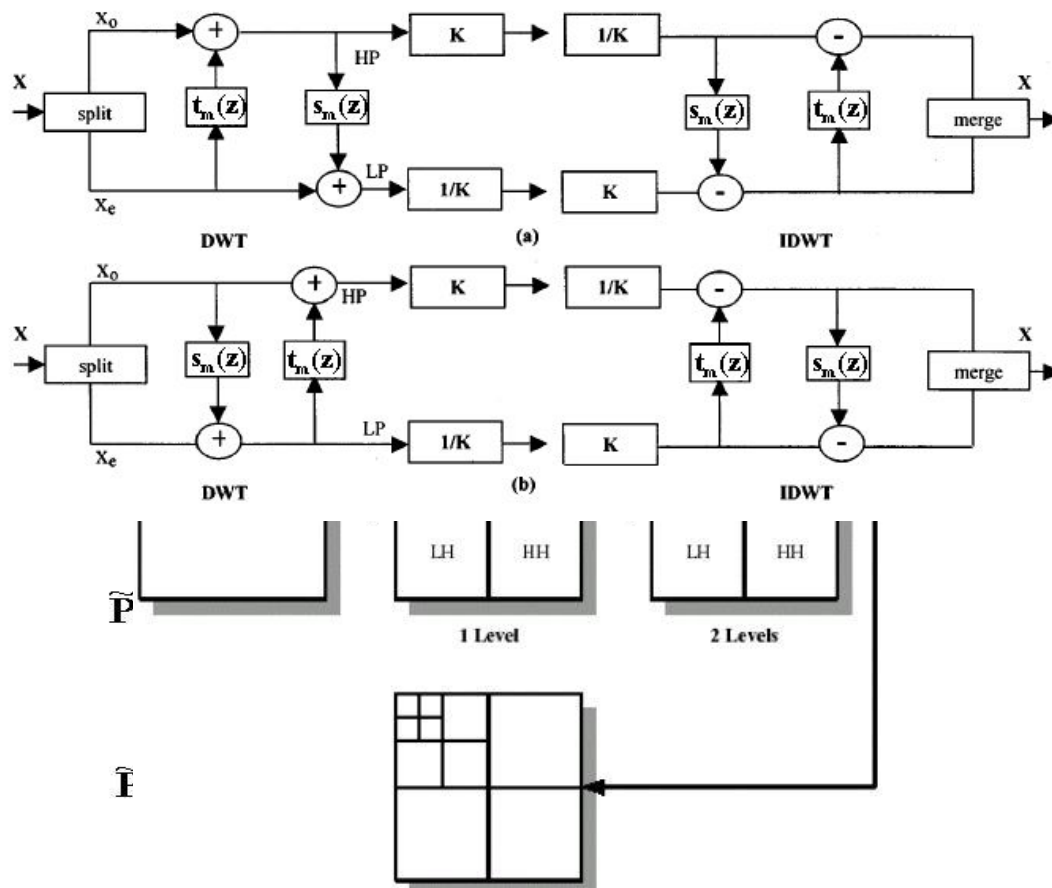 Xo HP K 1/K -
X split tm(z) sm(z) sm(z) tm(z) merge X
+
Xe + LP 1/K K -
DWT (a) IDWT
Xo + HP K 1/K -
X split sm(z) tm(z) tm(z) sm(z) merge X
Xe + LP 1/K K -
DWT (b) IDWT
LH HH LH HH
P̃
1 Level 2 Levels